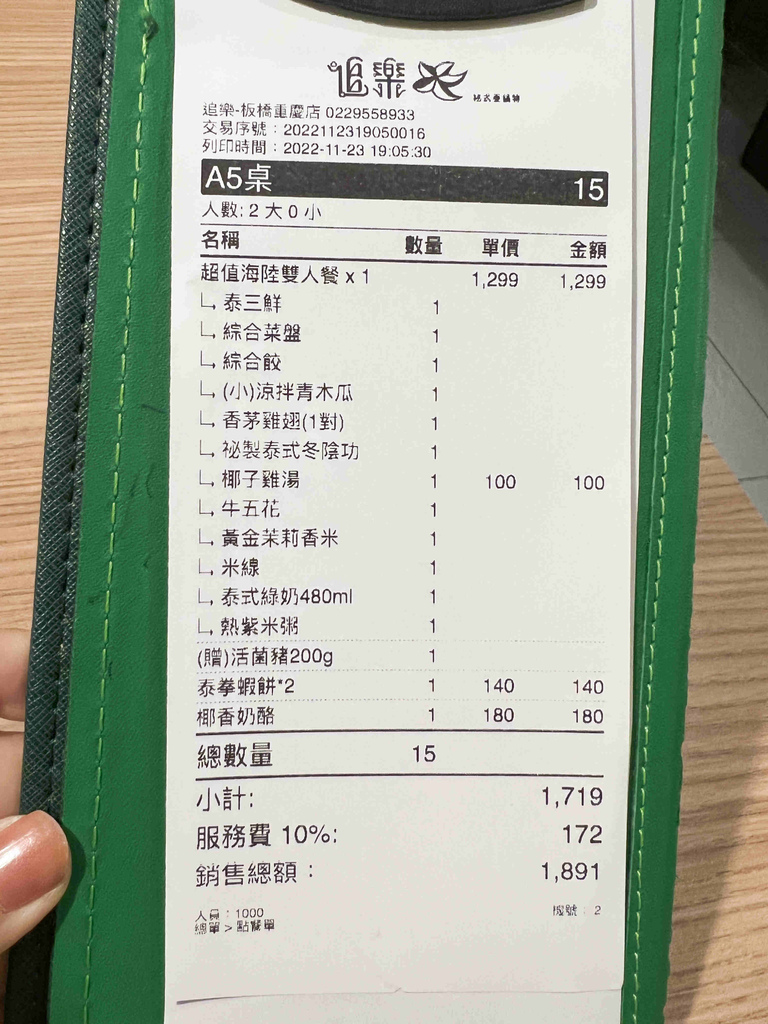 追樂
追樂-板橋重慶店 0229558933
交易序號：2022112319050016
列印時間：2022-11-23 19:05:30
A5桌 15
人數: 2 大 0 小
名稱 數量 單價 金額
超值海陸雙人餐 x 1 1,299 1,299
泰三鮮 1
綜合菜盤 1
綜合餃 1
(小)涼拌青木瓜 1
香茅雞翅(1對) 1
祕製泰式冬陰功 1
椰子雞湯 1 100 100
牛五花 1
黃金茉莉香米 1
米線 1
泰式綠奶480ml 1
熱紫米粥 1
(贈)活菌豬200g 1
泰拳蝦餅*2 1 140 140
椰香奶酪 1 180 180
總數量 15
小計: 1,719
服務費 10%: 172
銷售總額： 1,891
人員：1000 機號：2
總單 > 點餐單